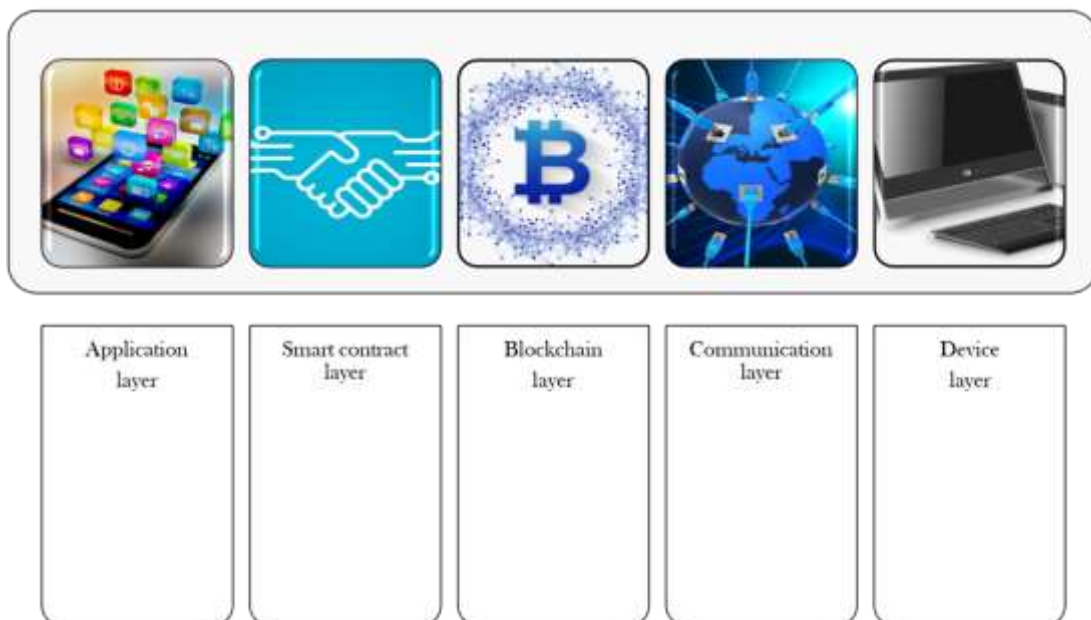 Application
layer
Smart contract
layer
Blockchain
layer
Communication
layer
Device
layer